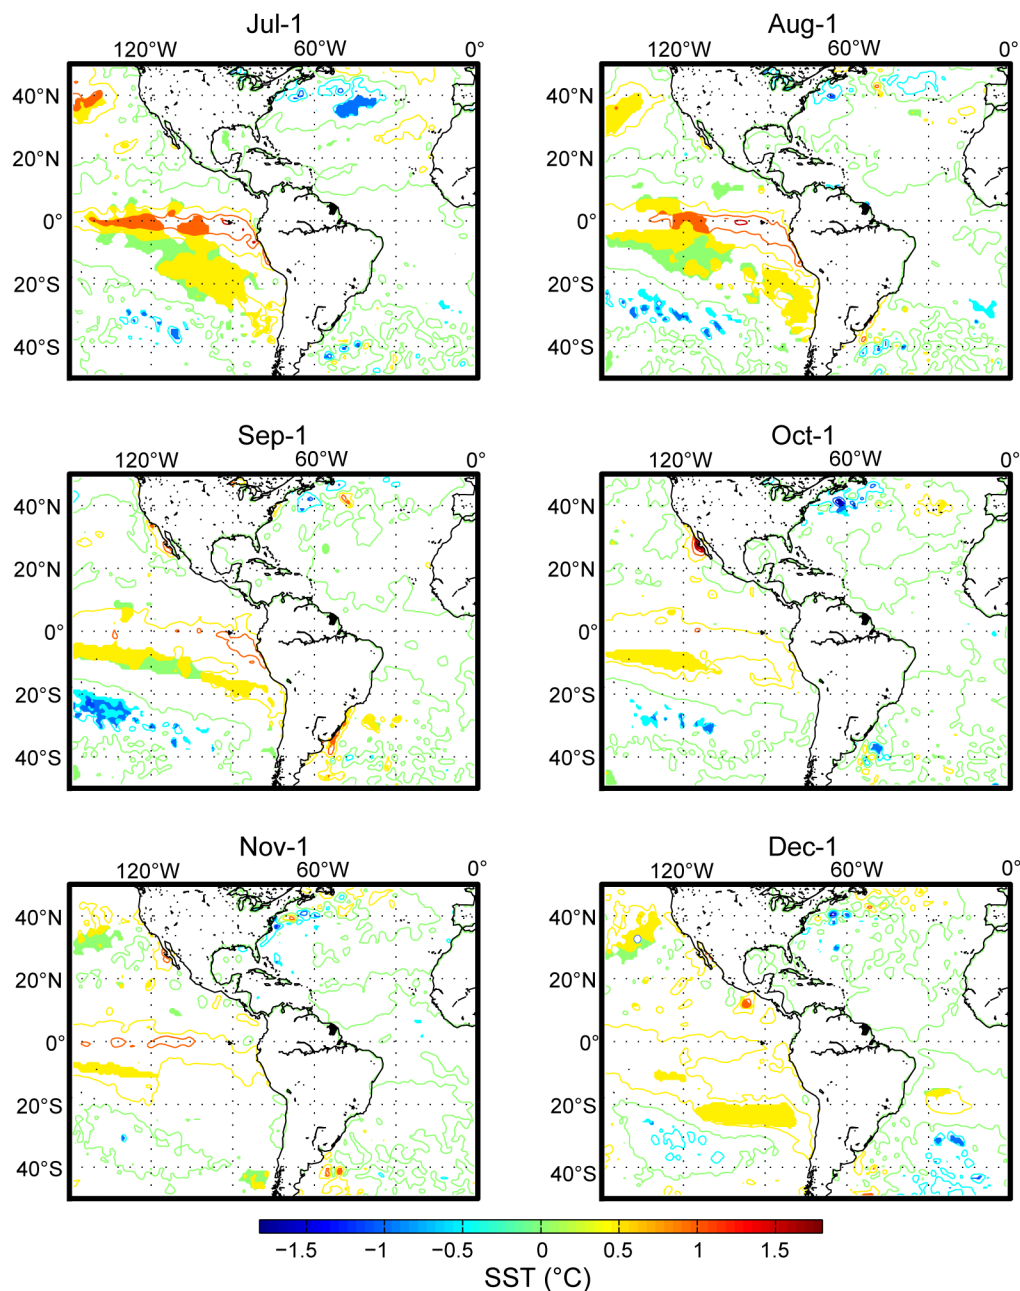 Jul-1 Aug-1
120°W 60°W 0° 120°W 60°W 0°
40°N 40°N
20°N 20°N
0° 0°
20°S 20°S
40°S 40°S
Sep-1 Oct-1
120°W 60°W 0° 120°W 60°W 0°
40°N 40°N
20°N 20°N
0° 0°
20°S 20°S
40°S 40°S
Nov-1 Dec-1
120°W 60°W 0° 120°W 60°W 0°
40°N 40°N
20°N 20°N
0° 0°
20°S 20°S
40°S 40°S
−1.5 −1 −0.5 0 0.5 1 1.5
SST (°C)